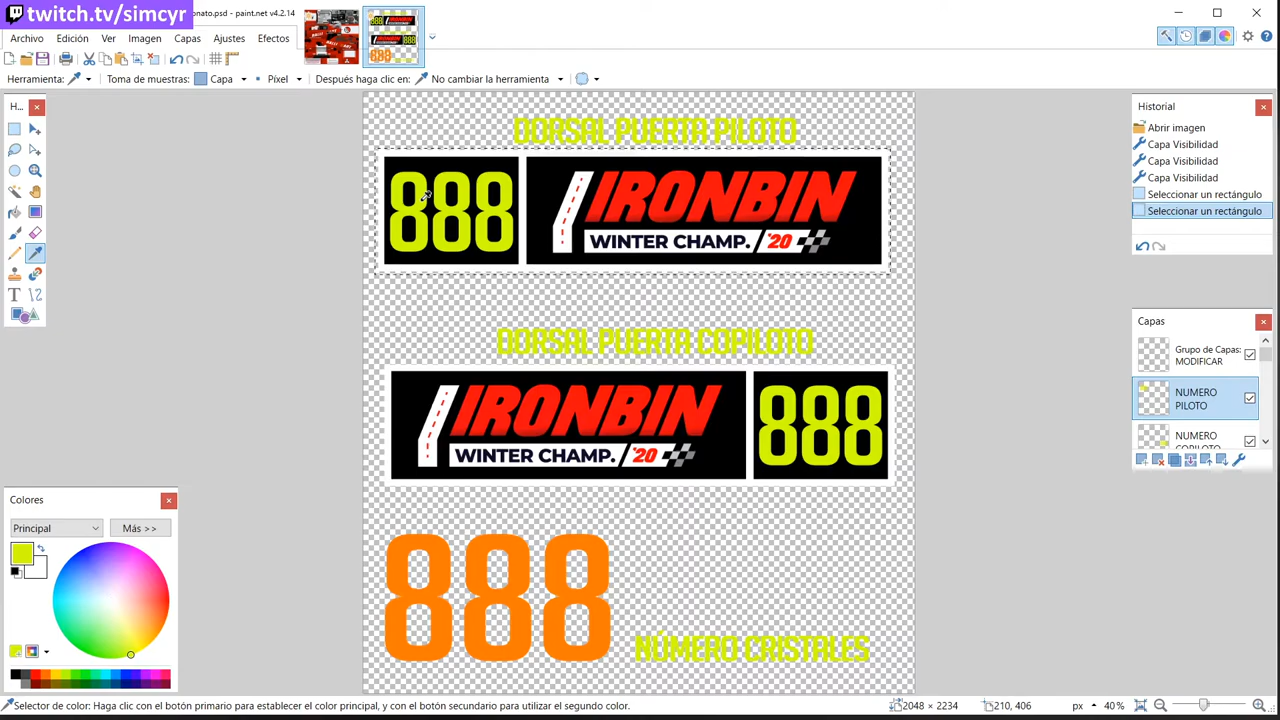 twitch.tv/simcyr
onato.psd - paint.net v4.2.14
Archivo Edición Ver Imagen Capas Ajustes Efectos
Herramienta: Toma de muestras: Capa Píxel Después haga clic en: No cambiar la herramienta
H...
DORSAL PUERTA PILOTO
888 IRONBIN
WINTER CHAMP. '20
DORSAL PUERTA COPILOTO
IRONBIN 888
WINTER CHAMP. '20
888
NÚMERO CRISTALES
Historial
Abrir imagen
Capa Visibilidad
Capa Visibilidad
Capa Visibilidad
Seleccionar un rectángulo
Seleccionar un rectángulo
Capas
Grupo de Capas:
MODIFICAR
NUMERO
PILOTO
NUMERO
COPILOTO
Colores
Principal
Más >>
Selector de color: Haga clic con el botón primario para establecer el color principal, y con el botón secundario para utilizar el segundo color.
2048 × 2234
210, 406
px
40%